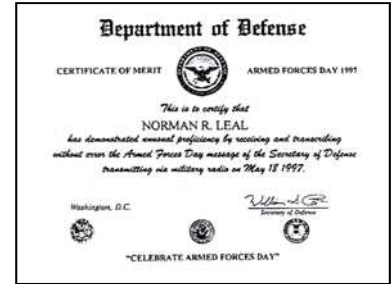 Department of Defense
CERTIFICATE OF MERIT
ARMED FORCES DAY 1997
This is to certify that
NORMAN R. LEAL
has demonstrated unusual proficiency by receiving and transcribing
without error the Armed Forces Day message of the Secretary of Defense
transmitting via military radio on May 18 1997.
Washington, D.C.
Secretary of Defense
"CELEBRATE ARMED FORCES DAY"